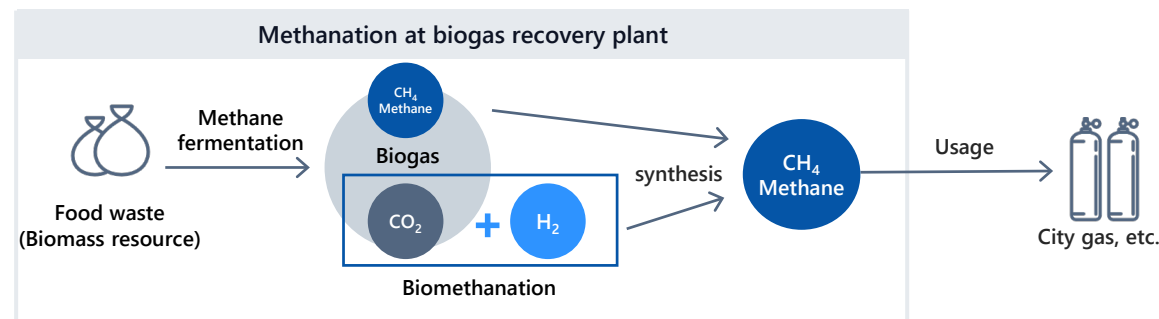 Methanation at biogas recovery plant
Food waste
(Biomass resource)
Methane
fermentation
CH₄
Methane
Biogas
CO₂
+
H₂
Biomethanation
synthesis
CH₄
Methane
Usage
City gas, etc.